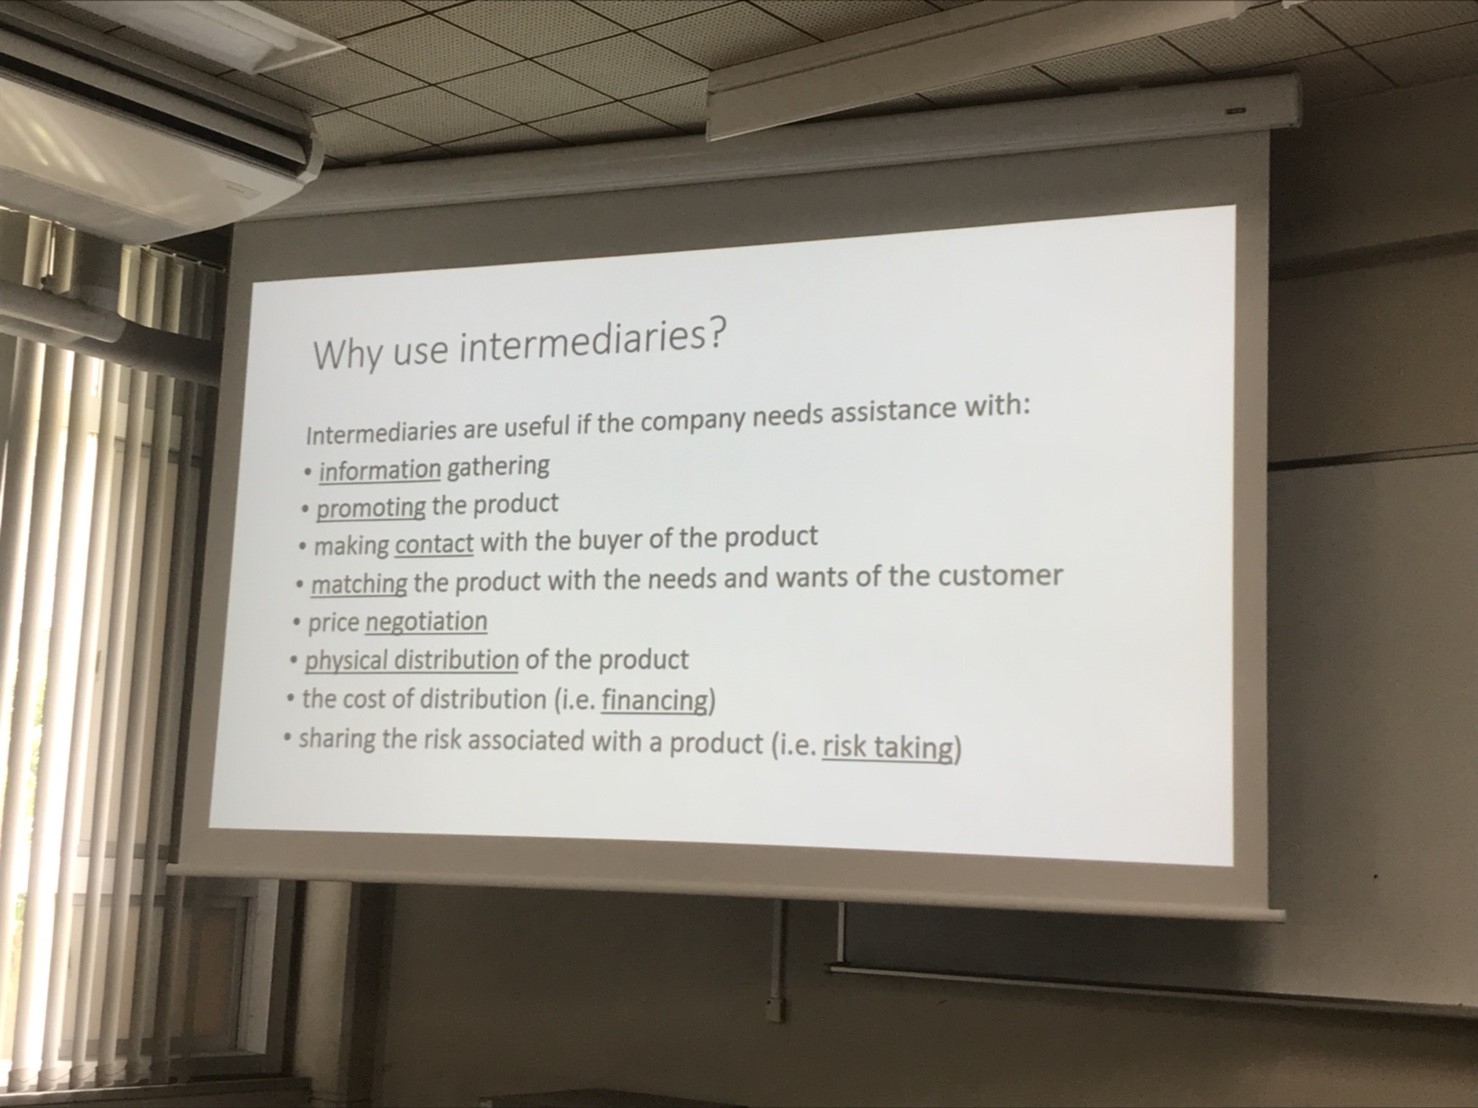 Why use intermediaries?
Intermediaries are useful if the company needs assistance with:
• information gathering
• promoting the product
• making contact with the buyer of the product
• matching the product with the needs and wants of the customer
• price negotiation
• physical distribution of the product
• the cost of distribution (i.e. financing)
• sharing the risk associated with a product (i.e. risk taking)